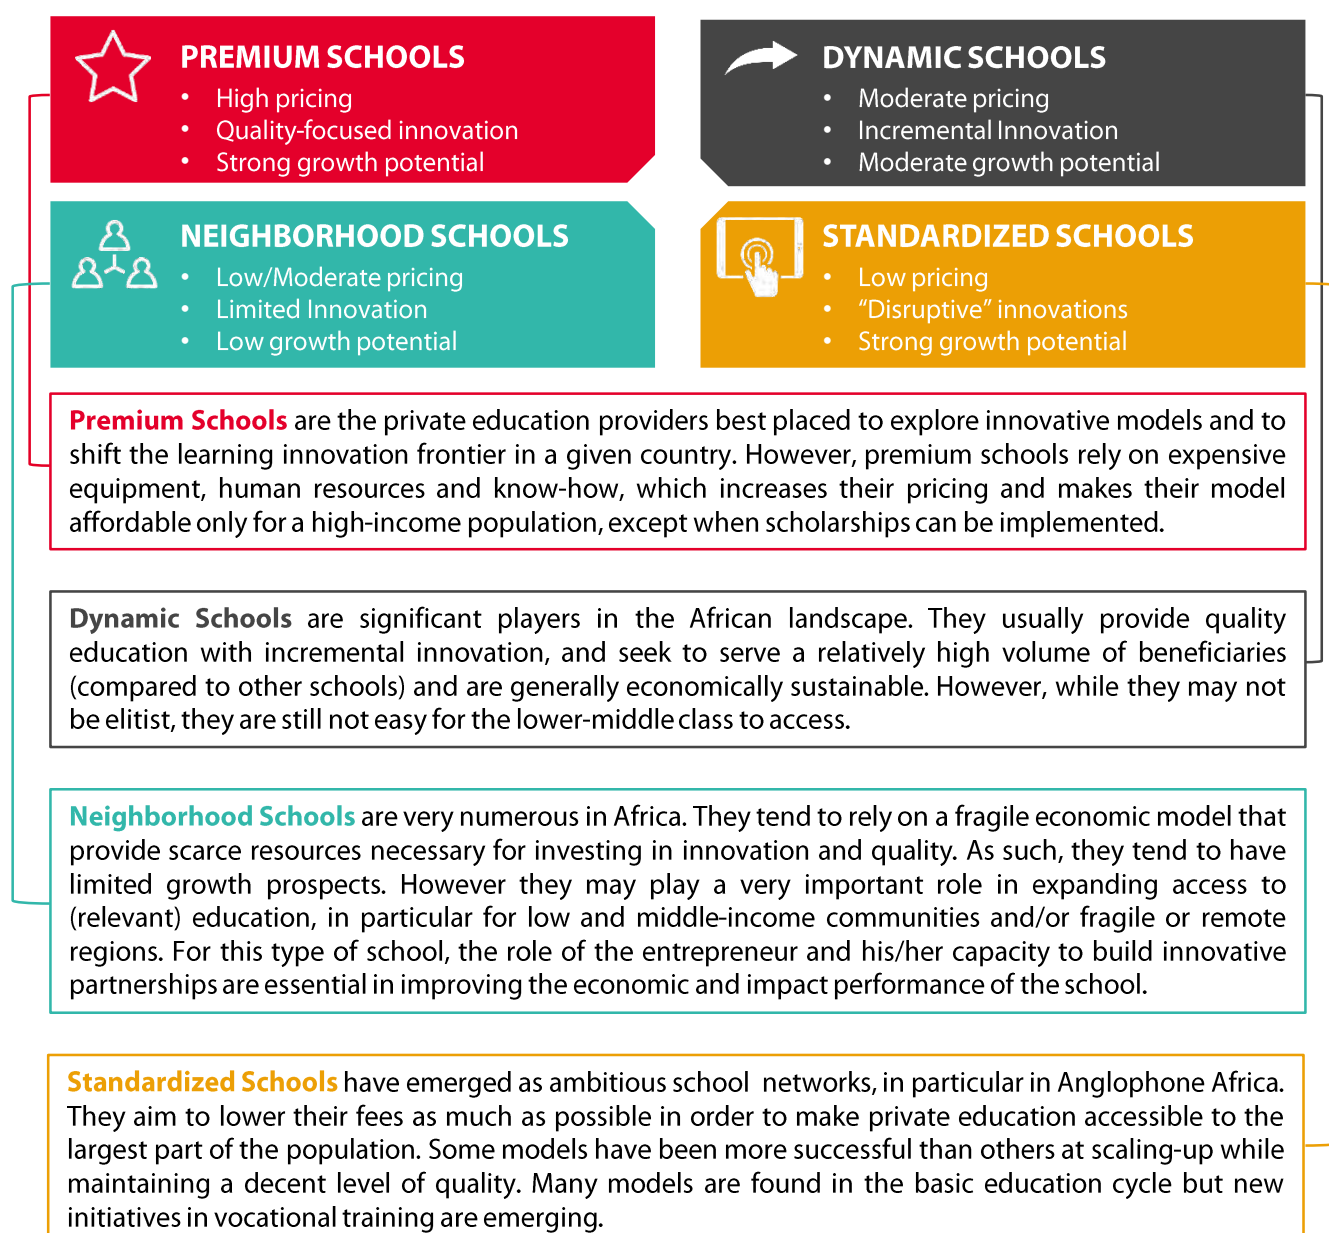 PREMIUM SCHOOLS
• High pricing
• Quality-focused innovation
• Strong growth potential
DYNAMIC SCHOOLS
• Moderate pricing
• Incremental Innovation
• Moderate growth potential
NEIGHBORHOOD SCHOOLS
• Low/Moderate pricing
• Limited Innovation
• Low growth potential
STANDARDIZED SCHOOLS
• Low pricing
• “Disruptive” innovations
• Strong growth potential
Premium Schools are the private education providers best placed to explore innovative models and to
shift the learning innovation frontier in a given country. However, premium schools rely on expensive
equipment, human resources and know-how, which increases their pricing and makes their model
affordable only for a high-income population, except when scholarships can be implemented.
Dynamic Schools are significant players in the African landscape. They usually provide quality
education with incremental innovation, and seek to serve a relatively high volume of beneficiaries
(compared to other schools) and are generally economically sustainable. However, while they may not
be elitist, they are still not easy for the lower-middle class to access.
Neighborhood Schools are very numerous in Africa. They tend to rely on a fragile economic model that
provide scarce resources necessary for investing in innovation and quality. As such, they tend to have
limited growth prospects. However they may play a very important role in expanding access to
(relevant) education, in particular for low and middle-income communities and/or fragile or remote
regions. For this type of school, the role of the entrepreneur and his/her capacity to build innovative
partnerships are essential in improving the economic and impact performance of the school.
Standardized Schools have emerged as ambitious school networks, in particular in Anglophone Africa.
They aim to lower their fees as much as possible in order to make private education accessible to the
largest part of the population. Some models have been more successful than others at scaling-up while
maintaining a decent level of quality. Many models are found in the basic education cycle but new
initiatives in vocational training are emerging.